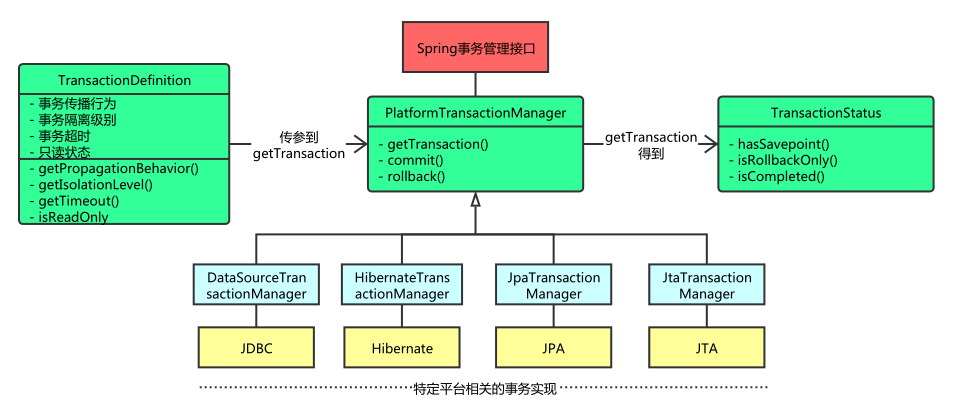 Spring事务管理接口
TransactionDefinition
- 事务传播行为
- 事务隔离级别
- 事务超时
- 只读状态
- getPropagationBehavior()
- getIsolationLevel()
- getTimeout()
- isReadOnly
传参到
getTransaction
PlatformTransactionManager
- getTransaction()
- commit()
- rollback()
getTransaction
得到
TransactionStatus
- hasSavepoint()
- isRollbackOnly()
- isCompleted()
DataSourceTran
sactionManager
HibernateTrans
actionManager
JpaTransaction
Manager
JtaTransaction
Manager
JDBC
Hibernate
JPA
JTA
特定平台相关的事务实现